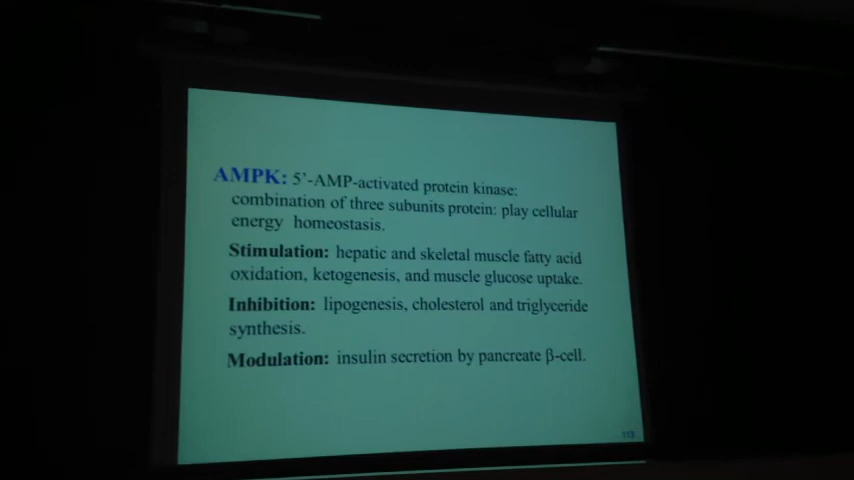 AMPK: 5’-AMP-activated protein kinase:
combination of three subunits protein: play cellular
energy homeostasis.
Stimulation: hepatic and skeletal muscle fatty acid
oxidation, ketogenesis, and muscle glucose uptake.
Inhibition: lipogenesis, cholesterol and triglyceride
synthesis.
Modulation: insulin secretion by pancreate β-cell.
113